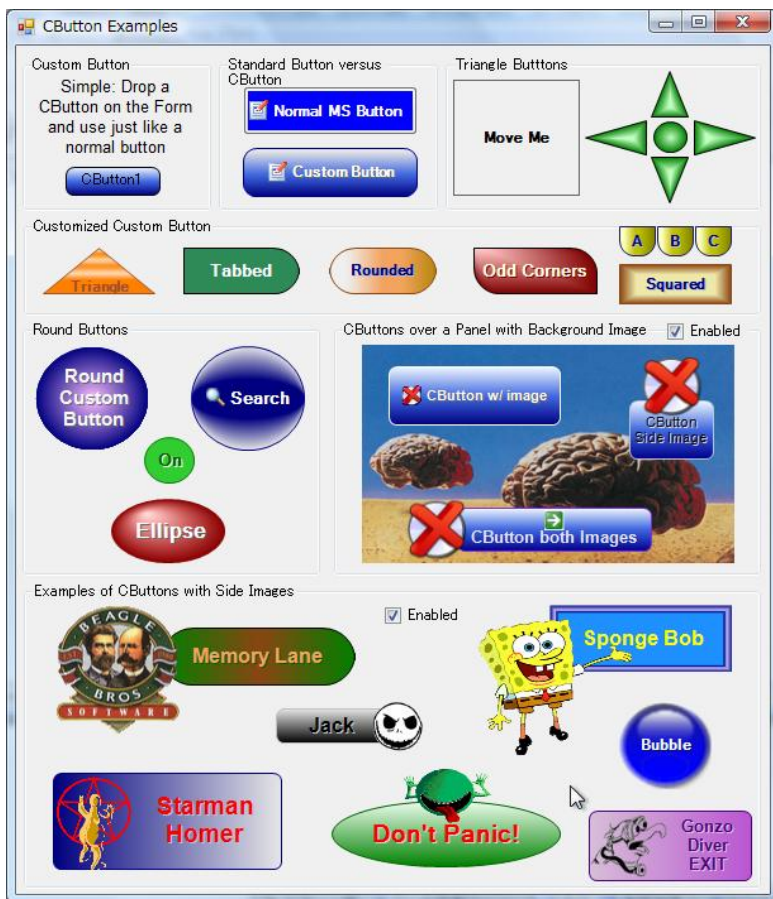 CButton Examples
Custom Button
Simple: Drop a
CButton on the Form
and use just like a
normal button
CButton1
Standard Button versus
CButton
Normal MS Button
Custom Button
Triangle Butttons
Move Me
Customized Custom Button
Triangle
Tabbed
Rounded
Odd Corners
A B C
Squared
Round Buttons
Round
Custom
Button
Search
On
Ellipse
CButtons over a Panel with Background Image
Enabled
CButton w/ image
CButton
Side Image
CButton both Images
Examples of CButtons with Side Images
Enabled
BEAGLE
BROS
SOFTWARE
Memory Lane
Sponge Bob
Jack
Bubble
Starman
Homer
Don't Panic!
Gonzo
Diver
EXIT